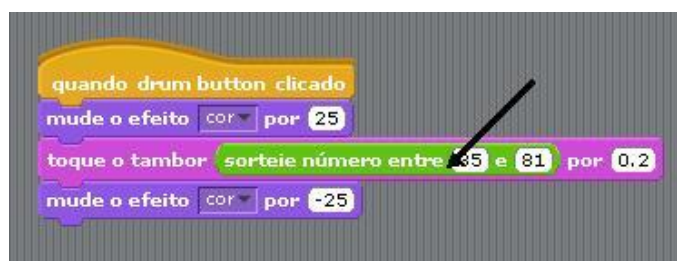 quando drum button clicado
mude o efeito cor por 25
toque o tambor sorteie número entre 35 e 81 por 0.2
mude o efeito cor por -25